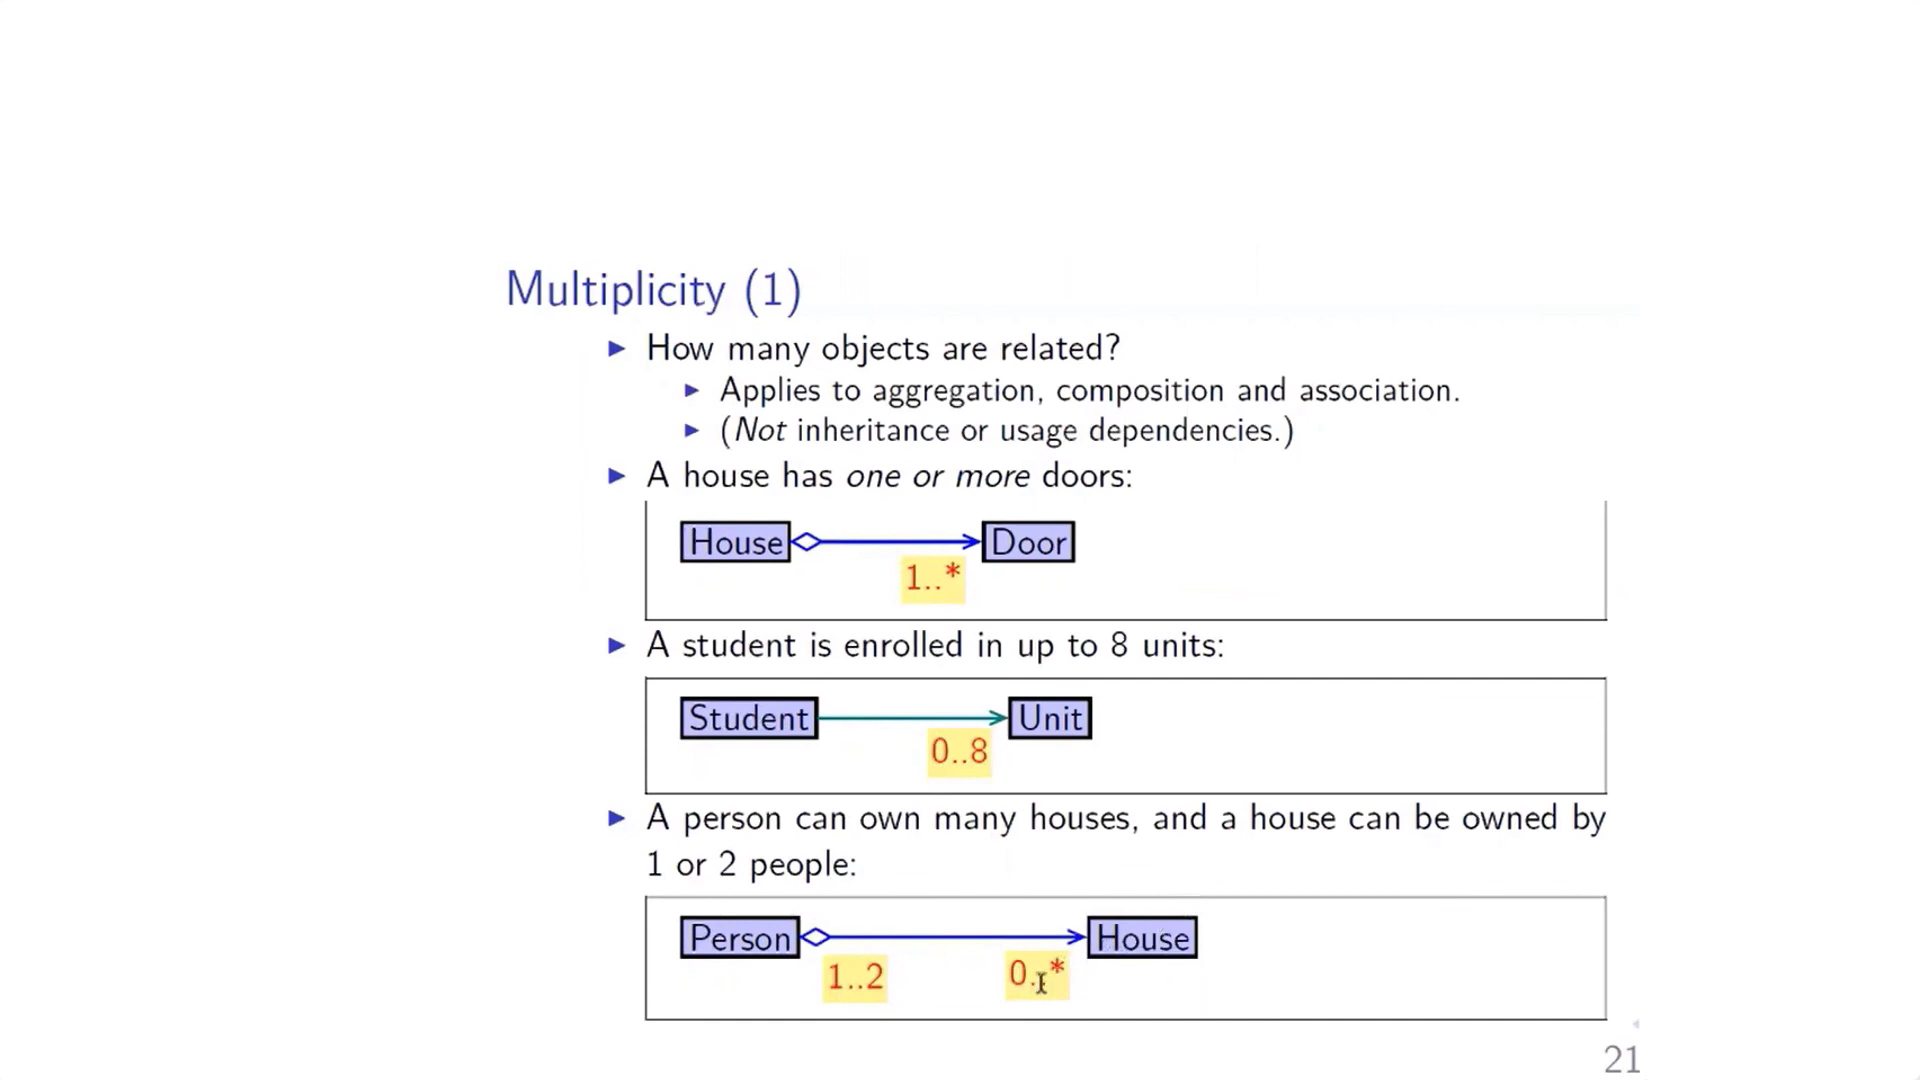 Multiplicity (1)
How many objects are related?
Applies to aggregation, composition and association.
(Not inheritance or usage dependencies.)
A house has one or more doors:
House Door
1..*
A student is enrolled in up to 8 units:
Student Unit
0..8
A person can own many houses, and a house can be owned by
1 or 2 people:
Person House
1..2 0..*
21